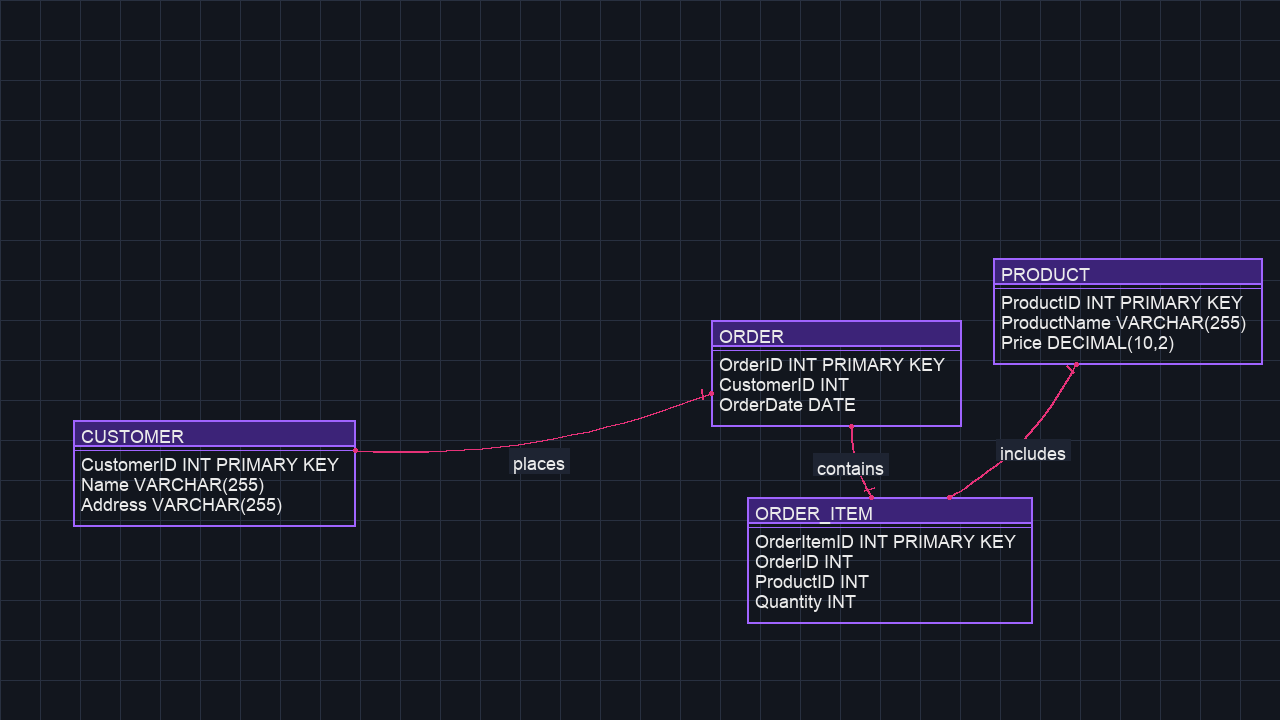 PRODUCT
ProductID INT PRIMARY KEY
ProductName VARCHAR(255)
Price DECIMAL(10,2)
ORDER
OrderID INT PRIMARY KEY
CustomerID INT
OrderDate DATE
CUSTOMER
CustomerID INT PRIMARY KEY
Name VARCHAR(255)
Address VARCHAR(255)
places
contains
includes
ORDER_ITEM
OrderItemID INT PRIMARY KEY
OrderID INT
ProductID INT
Quantity INT